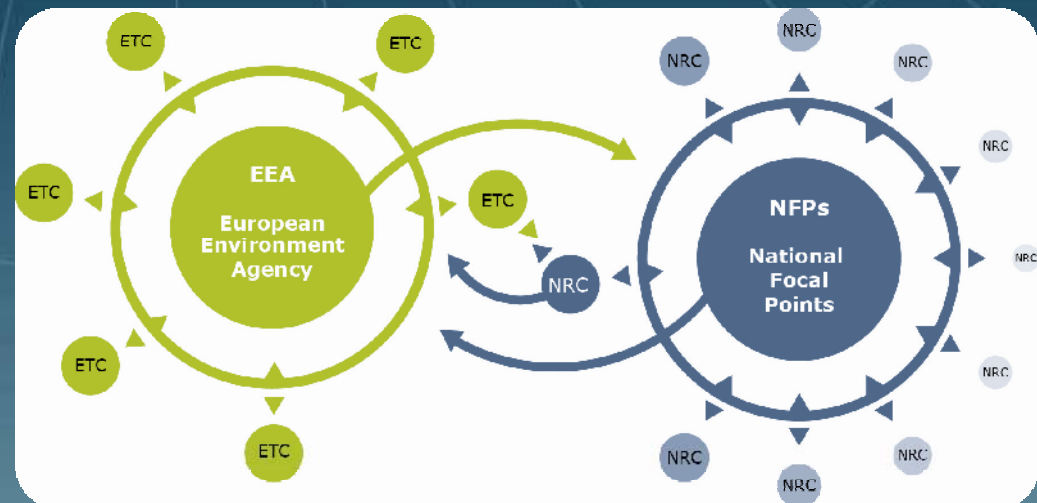 ETC
ETC
ETC
ETC
ETC
ETC
EEA
European
Environment
Agency
NRC
NRC
NRC
NRC
NRC
NRC
NRC
NRC
NRC
NRC
NFPs
National
Focal
Points